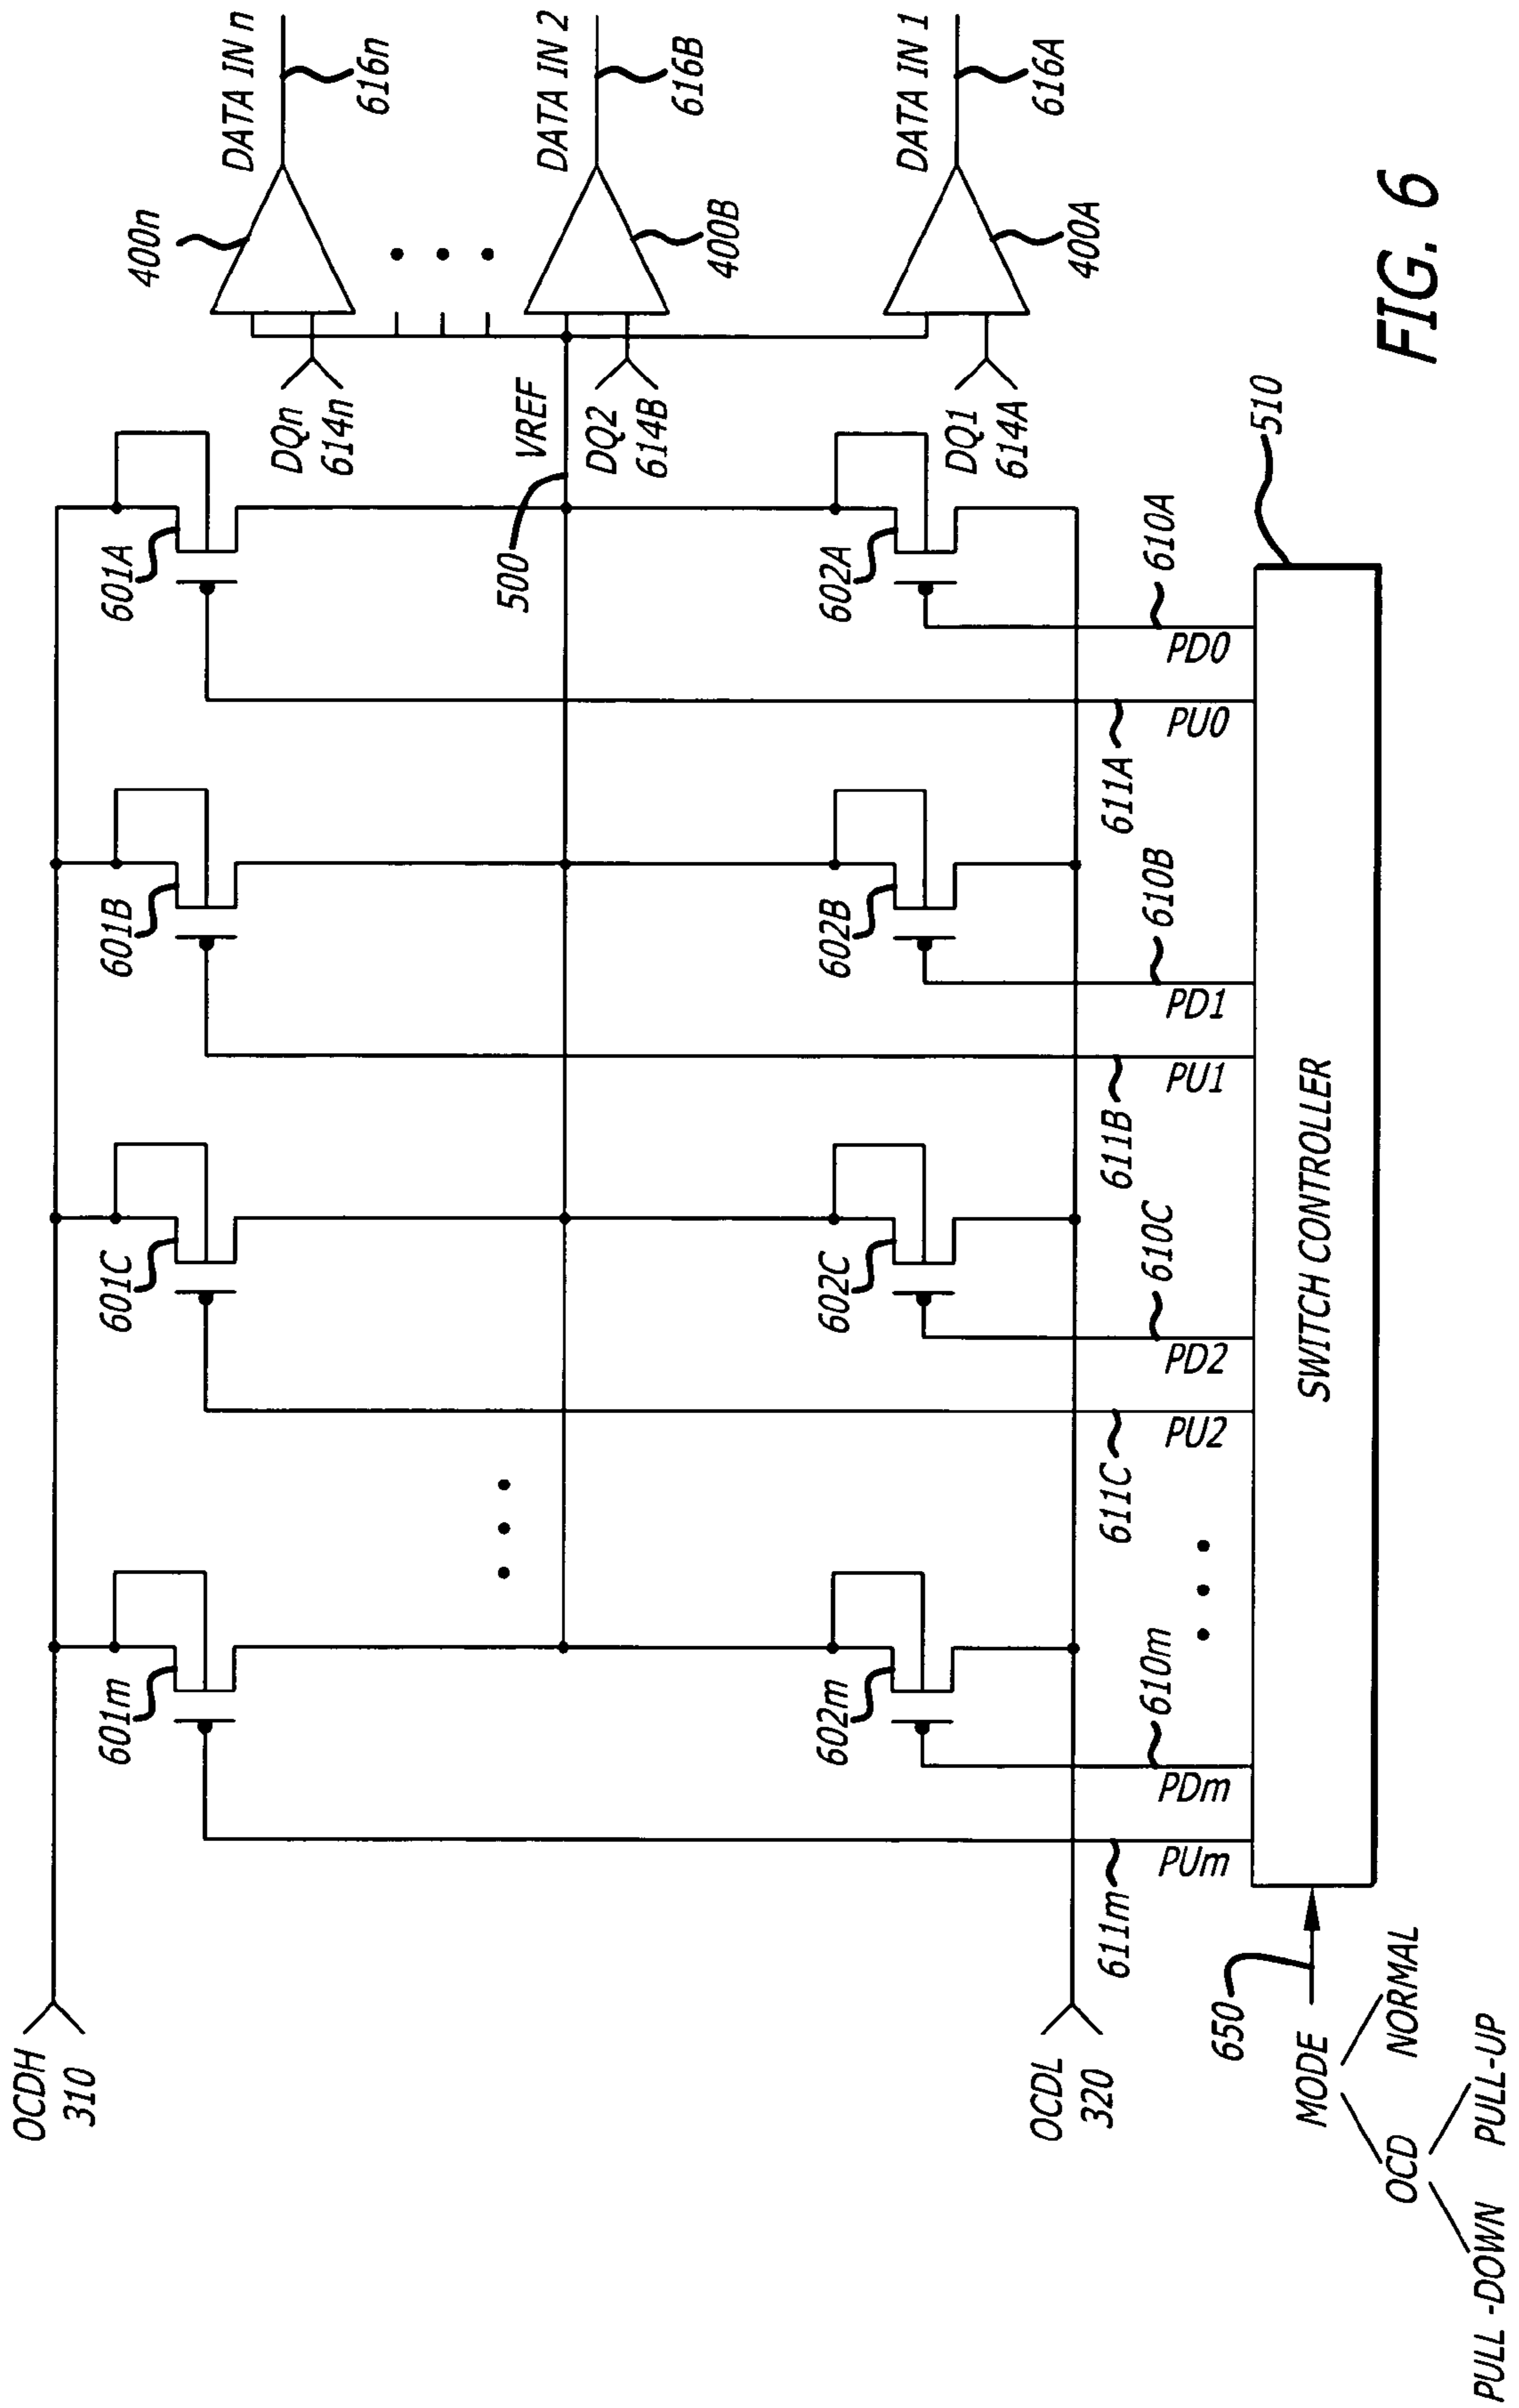 OCDH
310
601m
601C
601B
601A
400n
DATA IN n
616n
DQn
614n
VREF
500
DQ2
614B
DATA IN 2
616B
400B
602m
602C
602B
602A
DQ1
614A
DATA IN 1
616A
400A
OCDL
320
611m
PUm
610m
PDm
611C
PU2
610C
PD2
611B
PU1
610B
PD1
611A
PU0
610A
PD0
510
650
MODE
SWITCH CONTROLLER
OCD NORMAL
PULL -DOWN PULL-UP
FIG. 6